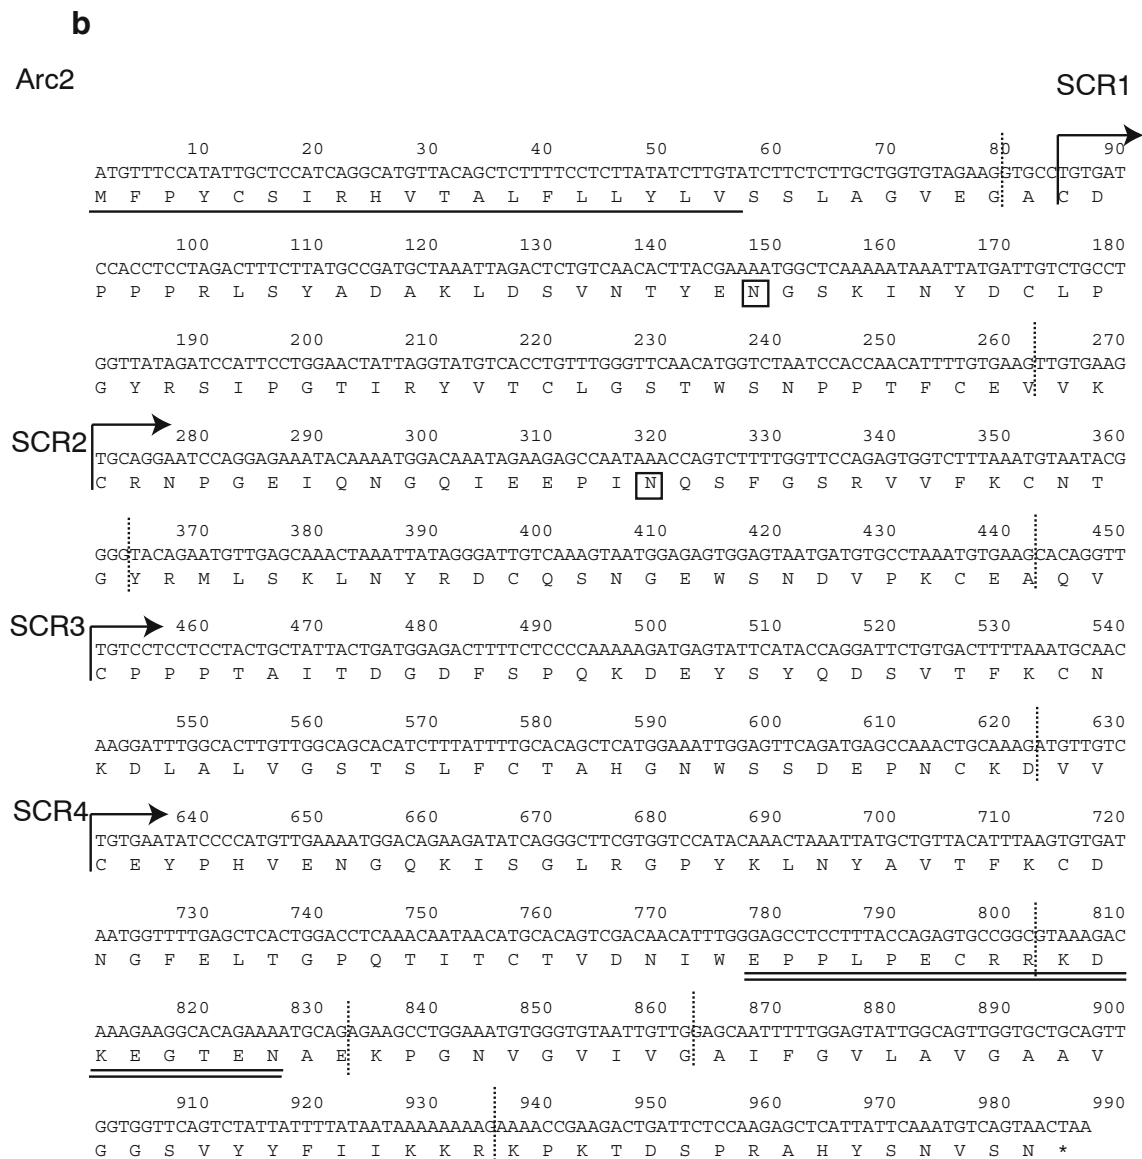 b
Arc2
SCR1
10 20 30 40 50 60 70 80 90
ATGTTTCCATATTGCTCCATCAGGCATGTTACAGCTCTTTTCCTCTTATATCTTGTATCTTCTCTTGCTGGTGTAGAAGGTGCCTGTGAT
M F P Y C S I R H V T A L F L L Y L V S S L A G V E G A C D
100 110 120 130 140 150 160 170 180
CCACCTCCTAGACTTTCTTATGCCGATGCTAAATTAGACTCTGTCAACACTTACGAAAATGGCTCAAAAATAAATTATGATTGTCTGCCT
P P P R L S Y A D A K L D S V N T Y E N G S K I N Y D C L P
190 200 210 220 230 240 250 260 270
GGTTATAGATCCATTCCTGGAACTATTAGGTATGTCACCTGTTTGGGTTCAACATGGTCTAATCCACCAACATTTTGTGAAGTTGTGAAG
G Y R S I P G T I R Y V T C L G S T W S N P P T F C E V V K
SCR2 280 290 300 310 320 330 340 350 360
TGCAGGAATCCAGGAGAAATACAAAATGGACAAATAGAAGAGCCAATAAACCAGTCTTTTGGTTCCAGAGTGGTCTTTAAATGTAATACG
C R N P G E I Q N G Q I E E P I N Q S F G S R V V F K C N T
370 380 390 400 410 420 430 440 450
GGGTACAGAATGTTGAGCAAACTAAATTATAGGGATTGTCAAAGTAATGGAGAGTGGAGTAATGATGTGCCTAAATGTGAAGCACAGGTT
G Y R M L S K L N Y R D C Q S N G E W S N D V P K C E A Q V
SCR3 460 470 480 490 500 510 520 530 540
TGTCCTCCTCCTACTGCTATTACTGATGGAGACTTTTCTCCCCAAAAAGATGAGTATTCATACCAGGATTCTGTGACTTTTAAATGCAAC
C P P P T A I T D G D F S P Q K D E Y S Y Q D S V T F K C N
550 560 570 580 590 600 610 620 630
AAGGATTTGGCACTTGTTGGCAGCACATCTTTATTTTGCACAGCTCATGGAAATTGGAGTTCAGATGAGCCAAACTGCAAAGATGTTGTC
K D L A L V G S T S L F C T A H G N W S S D E P N C K D V V
SCR4 640 650 660 670 680 690 700 710 720
TGTGAATATCCCCATGTTGAAAATGGACAGAAGATATCAGGGCTTCGTGGTCCATACAAACTAAATTATGCTGTTACATTTAAGTGTGAT
C E Y P H V E N G Q K I S G L R G P Y K L N Y A V T F K C D
730 740 750 760 770 780 790 800 810
AATGGTTTTGAGCTCACTGGACCTCAAACAATAACATGCACAGTCGACAACATTTGGGAGCCTCCTTTACCAGAGTGCCGGCGTAAAGAC
N G F E L T G P Q T I T C T V D N I W E P P L P E C R R K D
820 830 840 850 860 870 880 890 900
AAAGAAGGCACAGAAAATGCAGAGAAGCCTGGAAATGTGGGTGTAATTGTTGGAGCAATTTTTGGAGTATTGGCAGTTGGTGCTGCAGTT
K E G T E N A E K P G N V G V I V G A I F G V L A V G A A V
910 920 930 940 950 960 970 980 990
GGTGGTTCAGTCTATTATTTTATAATAAAAAAAAGAAAACCGAAGACTGATTCTCCAAGAGCTCATTATTCAAATGTCAGTAACTAA
G G S V Y Y F I I K K R K P K T D S P R A H Y S N V S N *